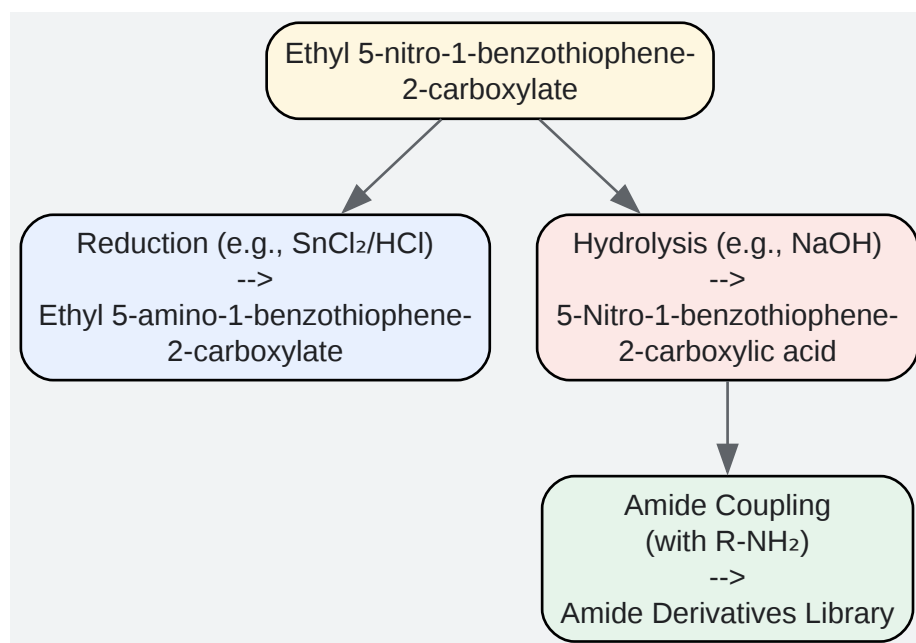 Ethyl 5-nitro-1-benzothiophene-
2-carboxylate
Reduction (e.g., SnCl₂/HCl)
-->
Ethyl 5-amino-1-benzothiophene-
2-carboxylate
Hydrolysis (e.g., NaOH)
-->
5-Nitro-1-benzothiophene-
2-carboxylic acid
Amide Coupling
(with R-NH₂)
-->
Amide Derivatives Library